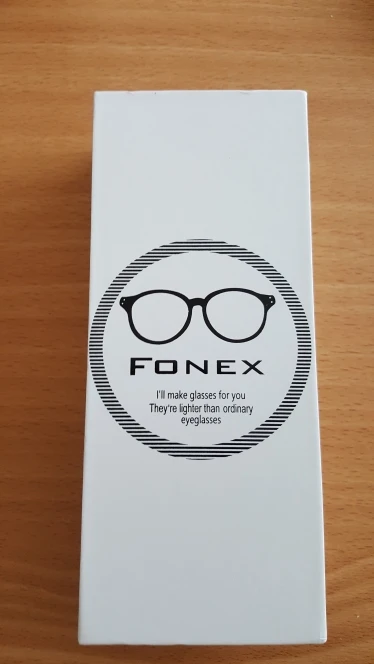 FONEX
I'll make glasses for you
They're lighter than ordinary
eyeglasses